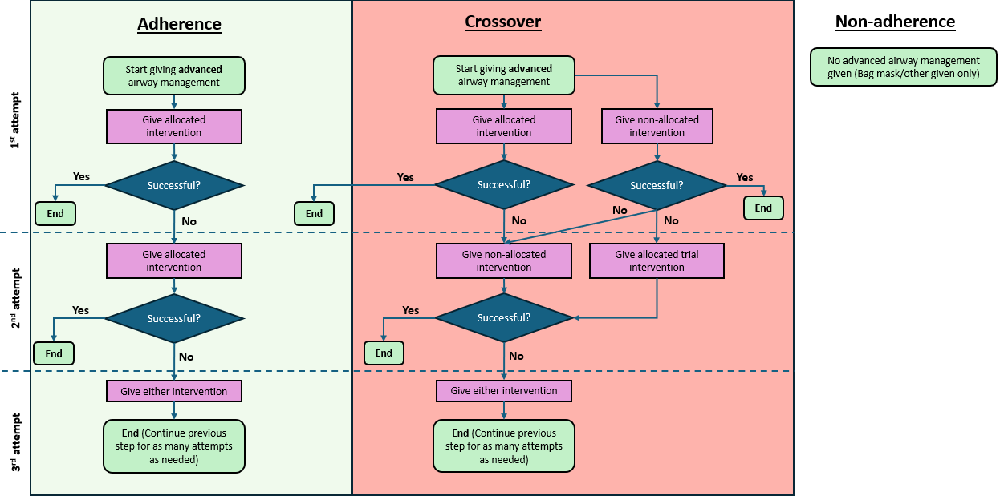 Adherence
Crossover
Non-adherence
1st attempt
Start giving advanced
airway management
Give allocated
intervention
Successful?
Yes
End
No
Start giving advanced
airway management
Give allocated
intervention
Give non-allocated
intervention
Successful?
Yes
End
No
Successful?
Yes
End
No
No
No advanced airway management
given (Bag mask/other given only)
2nd attempt
Give allocated
intervention
Successful?
Yes
End
No
Give non-allocated
intervention
Give allocated trial
intervention
Successful?
Yes
End
No
3rd attempt
Give either intervention
End (Continue previous
step for as many attempts
as needed)
Give either intervention
End (Continue previous
step for as many attempts
as needed)